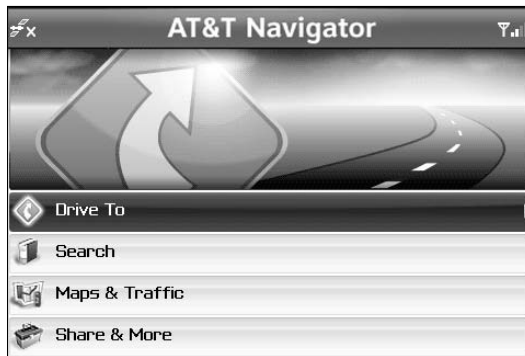 AT&T Navigator
Drive To
Search
Maps & Traffic
Share & More